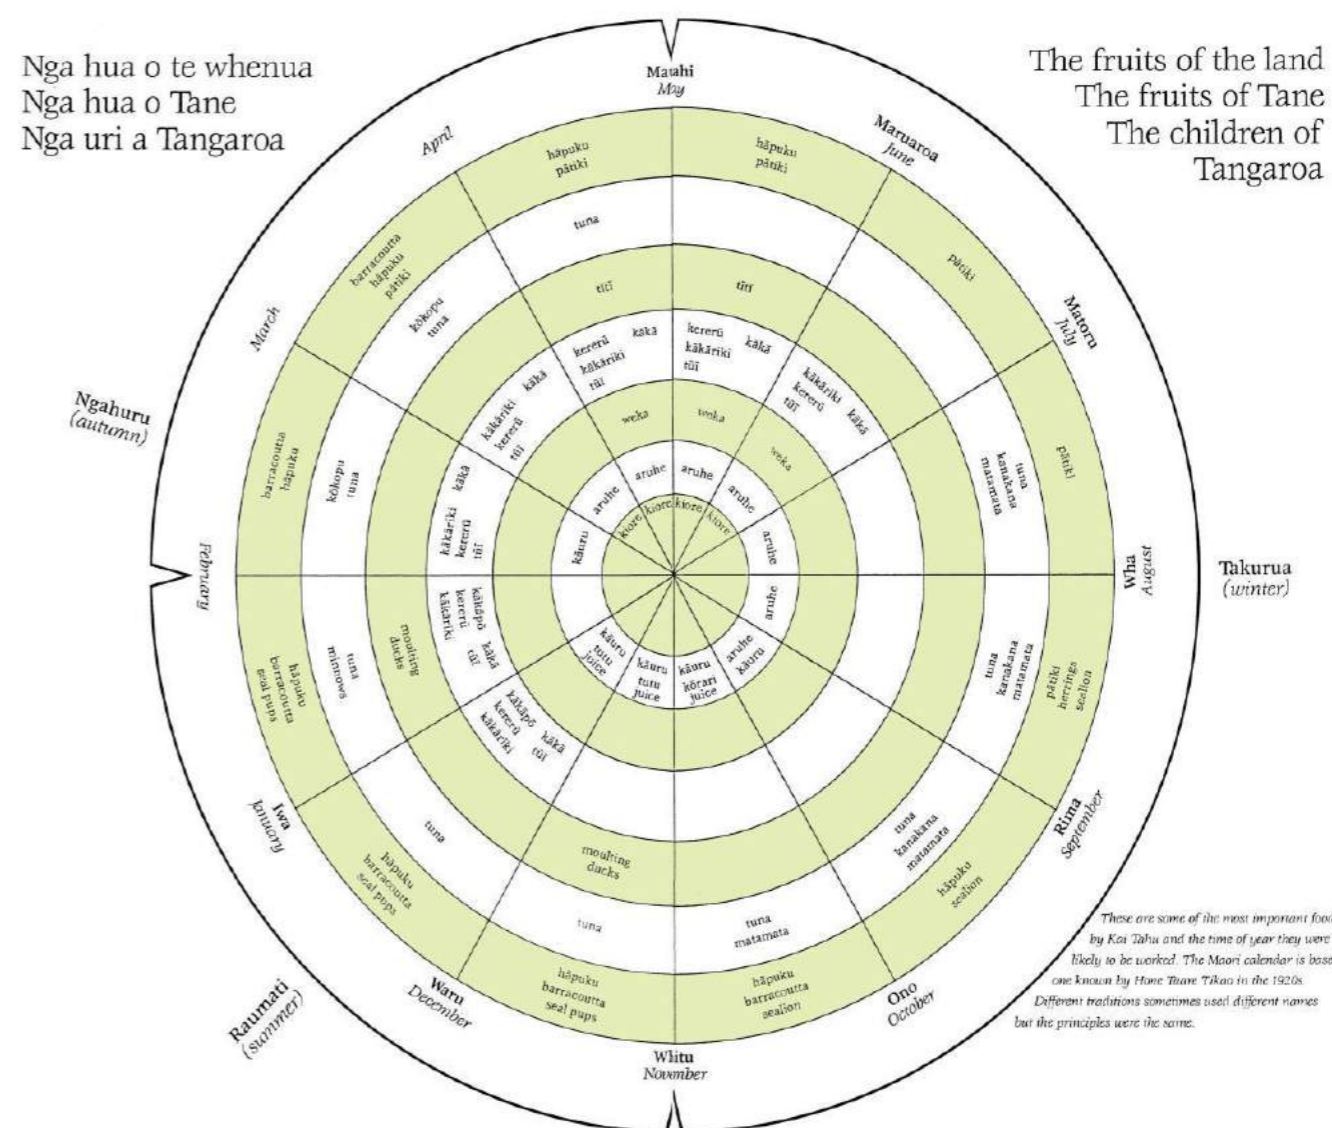 Nga hua o te whenua
Nga hua o Tane
Nga uri a Tangaroa
The fruits of the land
The fruits of Tane
The children of
Tangaroa
Matahi
May
Maruaroa
June
Matoru
July
Wha
August
Takurua
(winter)
Rima
September
Ono
October
Whitu
November
Waru
December
Raumati
(summer)
Iwa
January
February
Ngahuru
(autumn)
March
April
hāpuku
pātiki
tuna
tītī
kererū
kākāriki
tūī
kākā
weka
aruhe
kiore
hāpuku
pātiki
tītī
kererū
kākāriki
tūī
kākā
weka
aruhe
kiore
pātiki
kākāriki
kererū
tūī
kākā
weka
aruhe
kiore
pātiki
tuna
kanakana
matamata
aruhe
pātiki
herrings
sealion
tuna
kanakana
matamata
aruhe
hāpuku
sealion
tuna
kanakana
matamata
aruhe
kāuru
hāpuku
barracoutta
sealion
tuna
matamata
kāuru
kōrari
juice
hāpuku
barracoutta
seal pups
tuna
moulting
ducks
kāuru
tutu
juice
hāpuku
barracoutta
seal pups
tuna
kākāpō
kererū
kākāriki
kākā
tūī
kāuru
tutu
juice
hāpuku
barracoutta
seal pups
tuna
minnows
moulting
ducks
kākāpō
kererū
kākāriki
kākā
tūī
barracoutta
hāpuku
kōkopu
tuna
kākāriki
kererū
tūī
kākā
kāuru
barracoutta
hāpuku
pātiki
kōkopu
tuna
kākāriki
kererū
tūī
kākā
aruhe
kiore
These are some of the most important food
by Kai Tahu and the time of year they were
likely to be worked. The Maori calendar is base
one known by Hone Taare Tikao in the 1920s.
Different traditions sometimes used different names
but the principles were the same.